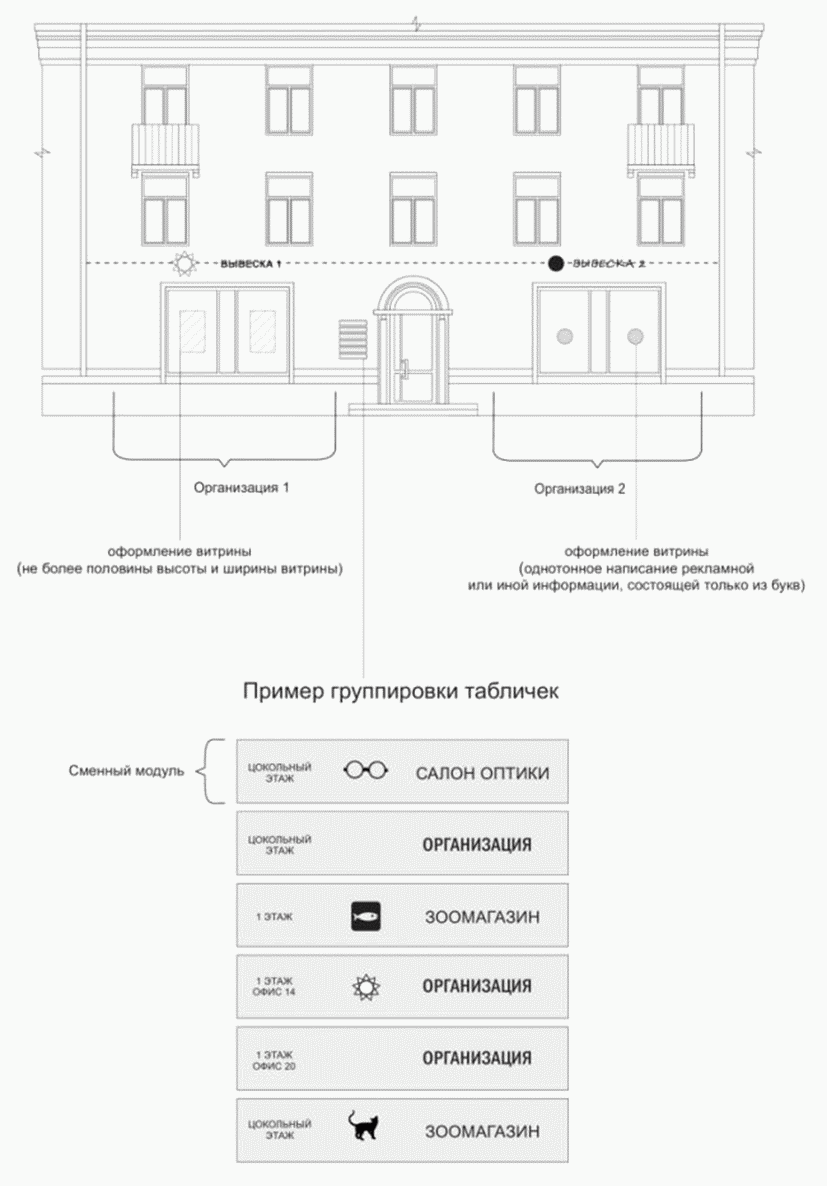 ВЫВЕСКА 1
ВЫВЕСКА 2
Организация 1
Организация 2
оформление витрины
(не более половины высоты и ширины витрины)
оформление витрины
(однотонное написание рекламной
или иной информации, состоящей только из букв)
Пример группировки табличек
Сменный модуль
ЦОКОЛЬНЫЙ
ЭТАЖ
САЛОН ОПТИКИ
ЦОКОЛЬНЫЙ
ЭТАЖ
ОРГАНИЗАЦИЯ
1 ЭТАЖ
ЗООМАГАЗИН
1 ЭТАЖ
ОФИС 14
ОРГАНИЗАЦИЯ
1 ЭТАЖ
ОФИС 20
ОРГАНИЗАЦИЯ
ЦОКОЛЬНЫЙ
ЭТАЖ
ЗООМАГАЗИН